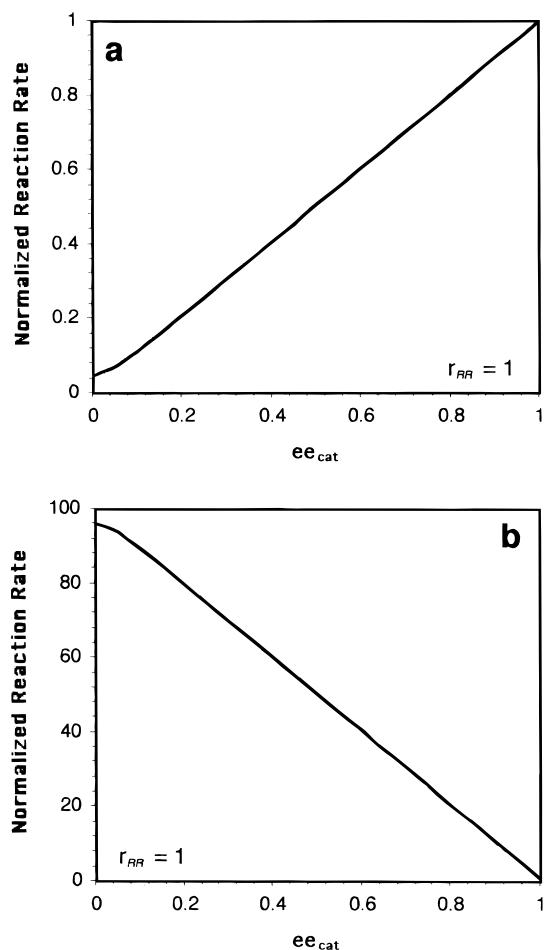 a
Normalized Reaction Rate
1
0.8
0.6
0.4
0.2
0
r_RR = 1
0 0.2 0.4 0.6 0.8 1
ee_cat
b
Normalized Reaction Rate
100
80
60
40
20
0
r_RR = 1
0 0.2 0.4 0.6 0.8 1
ee_cat